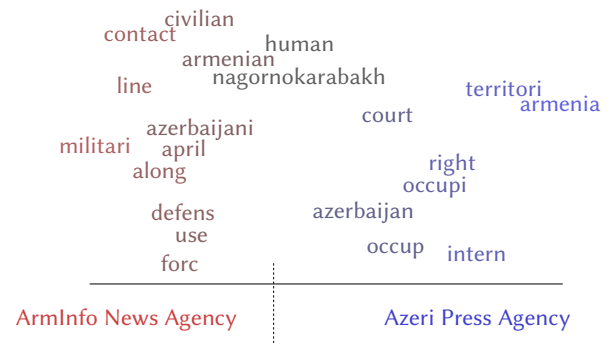 civilian
contact
human
armenian
nagornokarabakh
line
territori
armenia
court
azerbaijani
militari
april
along
right
occupi
defens
azerbaijan
use
occup
intern
forc
ArmInfo News Agency
Azeri Press Agency